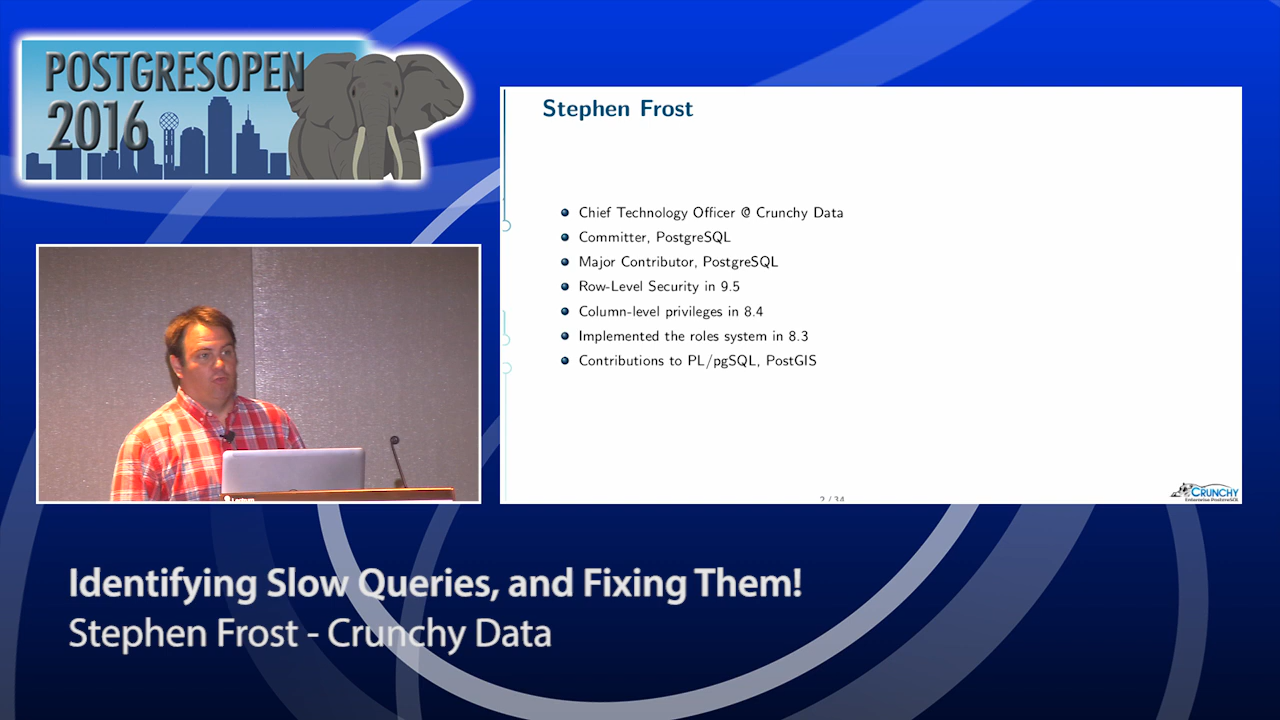 POSTGRESOPEN
2016
Stephen Frost
Chief Technology Officer @ Crunchy Data
Committer, PostgreSQL
Major Contributor, PostgreSQL
Row-Level Security in 9.5
Column-level privileges in 8.4
Implemented the roles system in 8.3
Contributions to PL/pgSQL, PostGIS
2 / 34
CRUNCHY
Enterprise PostgreSQL
Identifying Slow Queries, and Fixing Them!
Stephen Frost - Crunchy Data